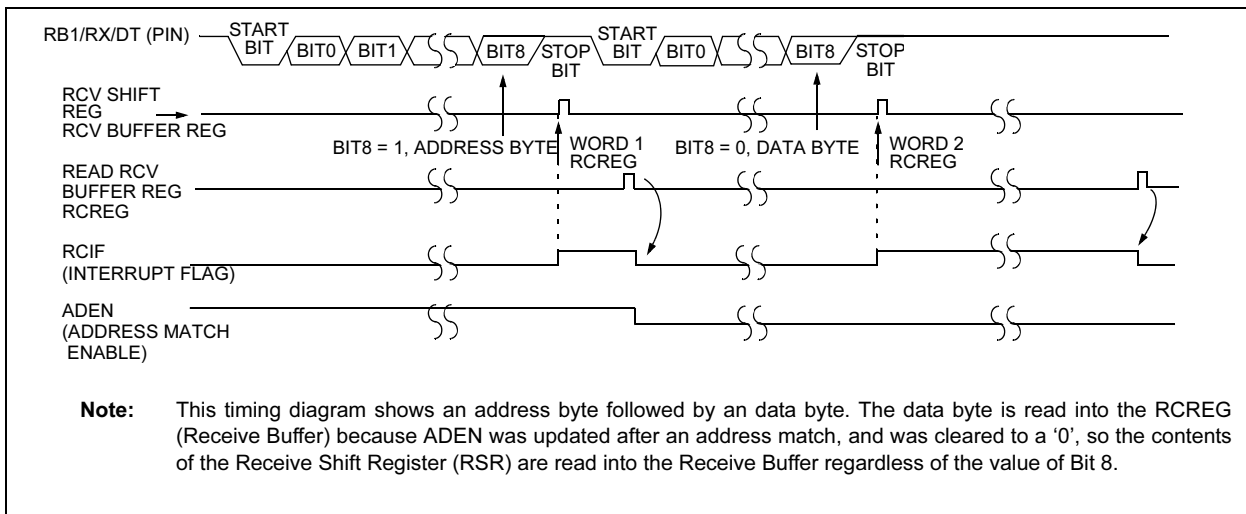 RB1/RX/DT (PIN)
START
BIT
BIT0
BIT1
BIT8
STOP
BIT
START
BIT
BIT0
BIT8
STOP
BIT
RCV SHIFT
REG
RCV BUFFER REG
BIT8 = 1, ADDRESS BYTE
WORD 1
RCREG
BIT8 = 0, DATA BYTE
WORD 2
RCREG
READ RCV
BUFFER REG
RCREG
RCIF
(INTERRUPT FLAG)
ADEN
(ADDRESS MATCH
ENABLE)
Note: This timing diagram shows an address byte followed by an data byte. The data byte is read into the RCREG
(Receive Buffer) because ADEN was updated after an address match, and was cleared to a ‘0’, so the contents
of the Receive Shift Register (RSR) are read into the Receive Buffer regardless of the value of Bit 8.